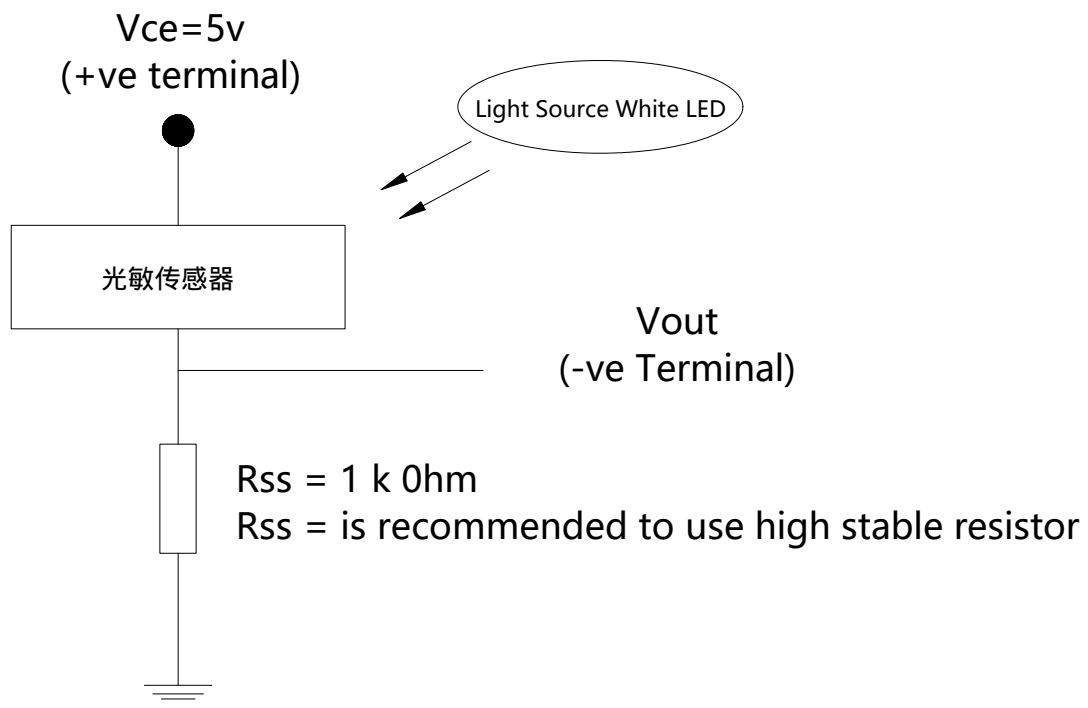 Vce=5v
(+ve terminal)
Light Source White LED
光敏传感器
Vout
(-ve Terminal)
Rss = 1 k 0hm
Rss = is recommended to use high stable resistor